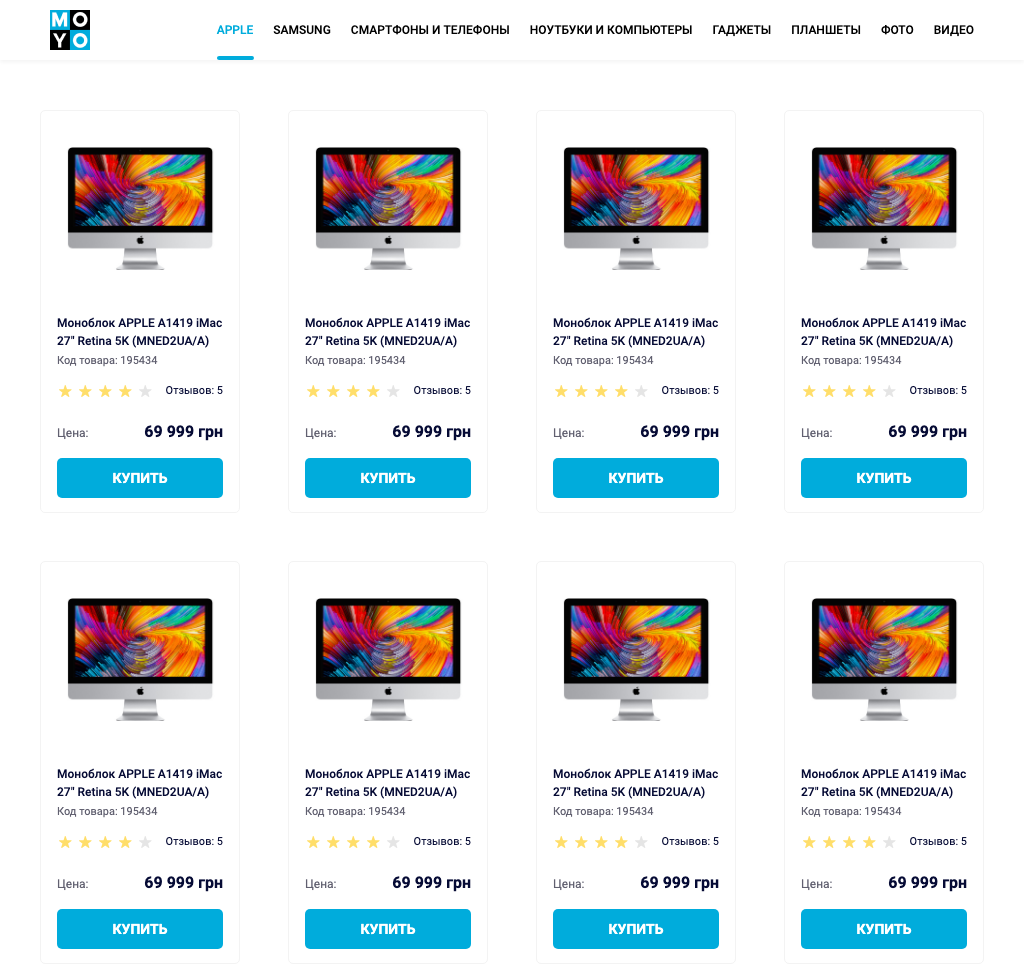 MO
YO
APPLE SAMSUNG СМАРТФОНЫ И ТЕЛЕФОНЫ НОУТБУКИ И КОМПЬЮТЕРЫ ГАДЖЕТЫ ПЛАНШЕТЫ ФОТО ВИДЕО
Моноблок APPLE A1419 iMac
27" Retina 5K (MNED2UA/A)
Код товара: 195434
Отзывов: 5
Цена: 69 999 грн
КУПИТЬ
Моноблок APPLE A1419 iMac
27" Retina 5K (MNED2UA/A)
Код товара: 195434
Отзывов: 5
Цена: 69 999 грн
КУПИТЬ
Моноблок APPLE A1419 iMac
27" Retina 5K (MNED2UA/A)
Код товара: 195434
Отзывов: 5
Цена: 69 999 грн
КУПИТЬ
Моноблок APPLE A1419 iMac
27" Retina 5K (MNED2UA/A)
Код товара: 195434
Отзывов: 5
Цена: 69 999 грн
КУПИТЬ
Моноблок APPLE A1419 iMac
27" Retina 5K (MNED2UA/A)
Код товара: 195434
Отзывов: 5
Цена: 69 999 грн
КУПИТЬ
Моноблок APPLE A1419 iMac
27" Retina 5K (MNED2UA/A)
Код товара: 195434
Отзывов: 5
Цена: 69 999 грн
КУПИТЬ
Моноблок APPLE A1419 iMac
27" Retina 5K (MNED2UA/A)
Код товара: 195434
Отзывов: 5
Цена: 69 999 грн
КУПИТЬ
Моноблок APPLE A1419 iMac
27" Retina 5K (MNED2UA/A)
Код товара: 195434
Отзывов: 5
Цена: 69 999 грн
КУПИТЬ